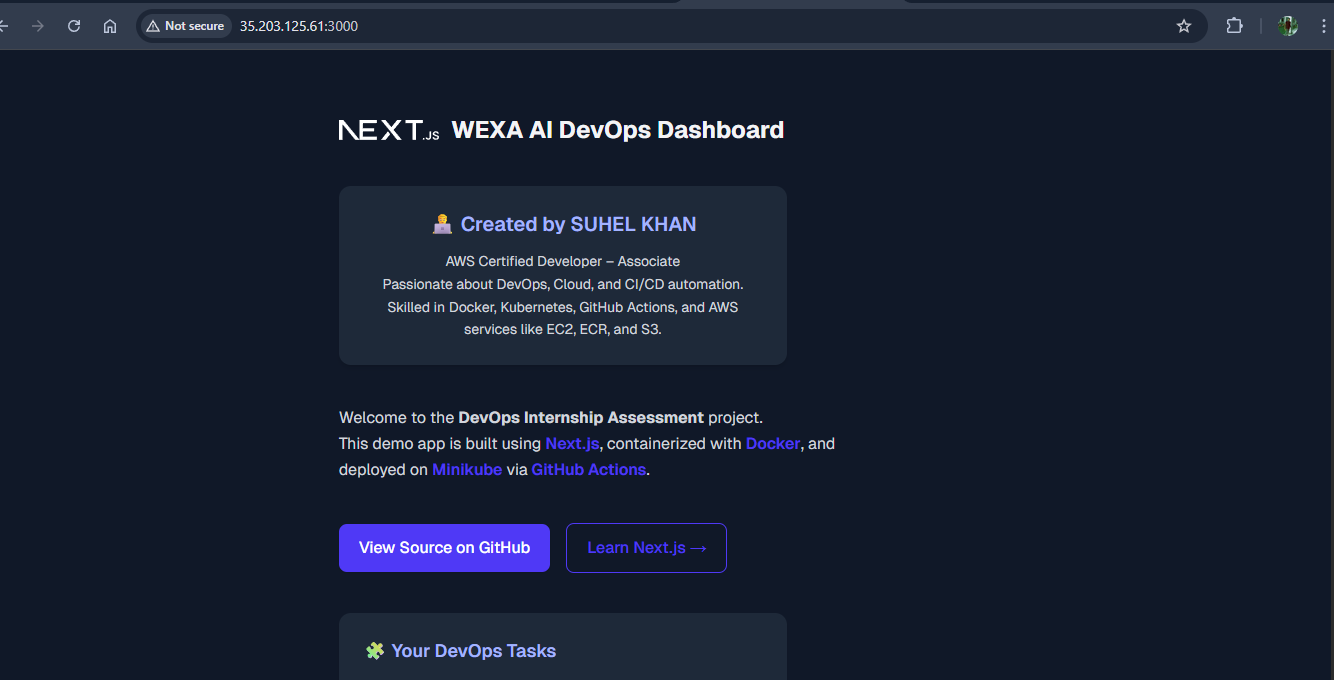 Not secure
35.203.125.61:3000
NEXT.JS WEXA AI DevOps Dashboard
Created by SUHEL KHAN
AWS Certified Developer – Associate
Passionate about DevOps, Cloud, and CI/CD automation.
Skilled in Docker, Kubernetes, GitHub Actions, and AWS
services like EC2, ECR, and S3.
Welcome to the DevOps Internship Assessment project.
This demo app is built using Next.js, containerized with Docker, and
deployed on Minikube via GitHub Actions.
View Source on GitHub
Learn Next.js →
Your DevOps Tasks